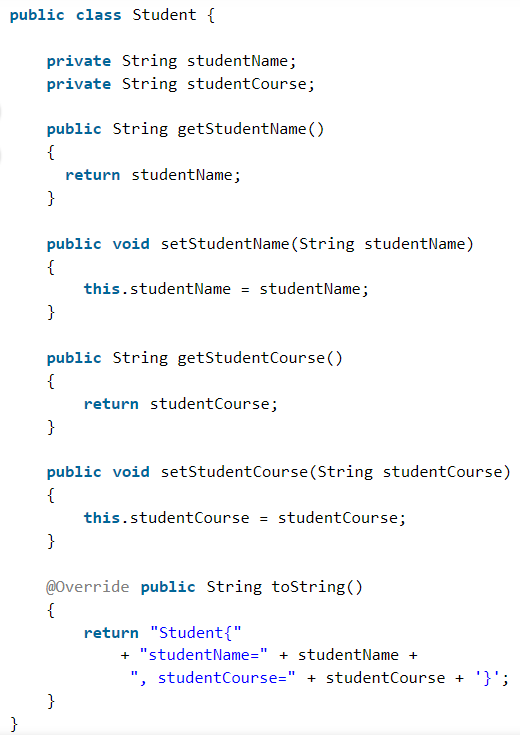 public class Student {
private String studentName;
private String studentCourse;
public String getStudentName()
{
return studentName;
}
public void setStudentName(String studentName)
{
this.studentName = studentName;
}
public String getStudentCourse()
{
return studentCourse;
}
public void setStudentCourse(String studentCourse)
{
this.studentCourse = studentCourse;
}
@Override public String toString()
{
return "Student{"
+ "studentName=" + studentName +
", studentCourse=" + studentCourse + '}';
}
}